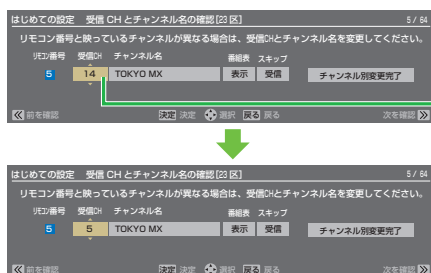 はじめての設定 受信 CH とチャンネル名の確認[23 区] 5 / 64
リモコン番号と映っているチャンネルが異なる場合は、受信CHとチャンネル名を変更してください。
リモコン番号 受信CH チャンネル名 番組表 スキップ
5 14 TOKYO MX 表示 受信 チャンネル別変更完了
前を確認 決定 決定 選択 戻る 戻る 次を確認
はじめての設定 受信 CH とチャンネル名の確認[23 区] 5 / 64
リモコン番号と映っているチャンネルが異なる場合は、受信CHとチャンネル名を変更してください。
リモコン番号 受信CH チャンネル名 番組表 スキップ
5 5 TOKYO MX 表示 受信 チャンネル別変更完了
前を確認 決定 決定 選択 戻る 戻る 次を確認